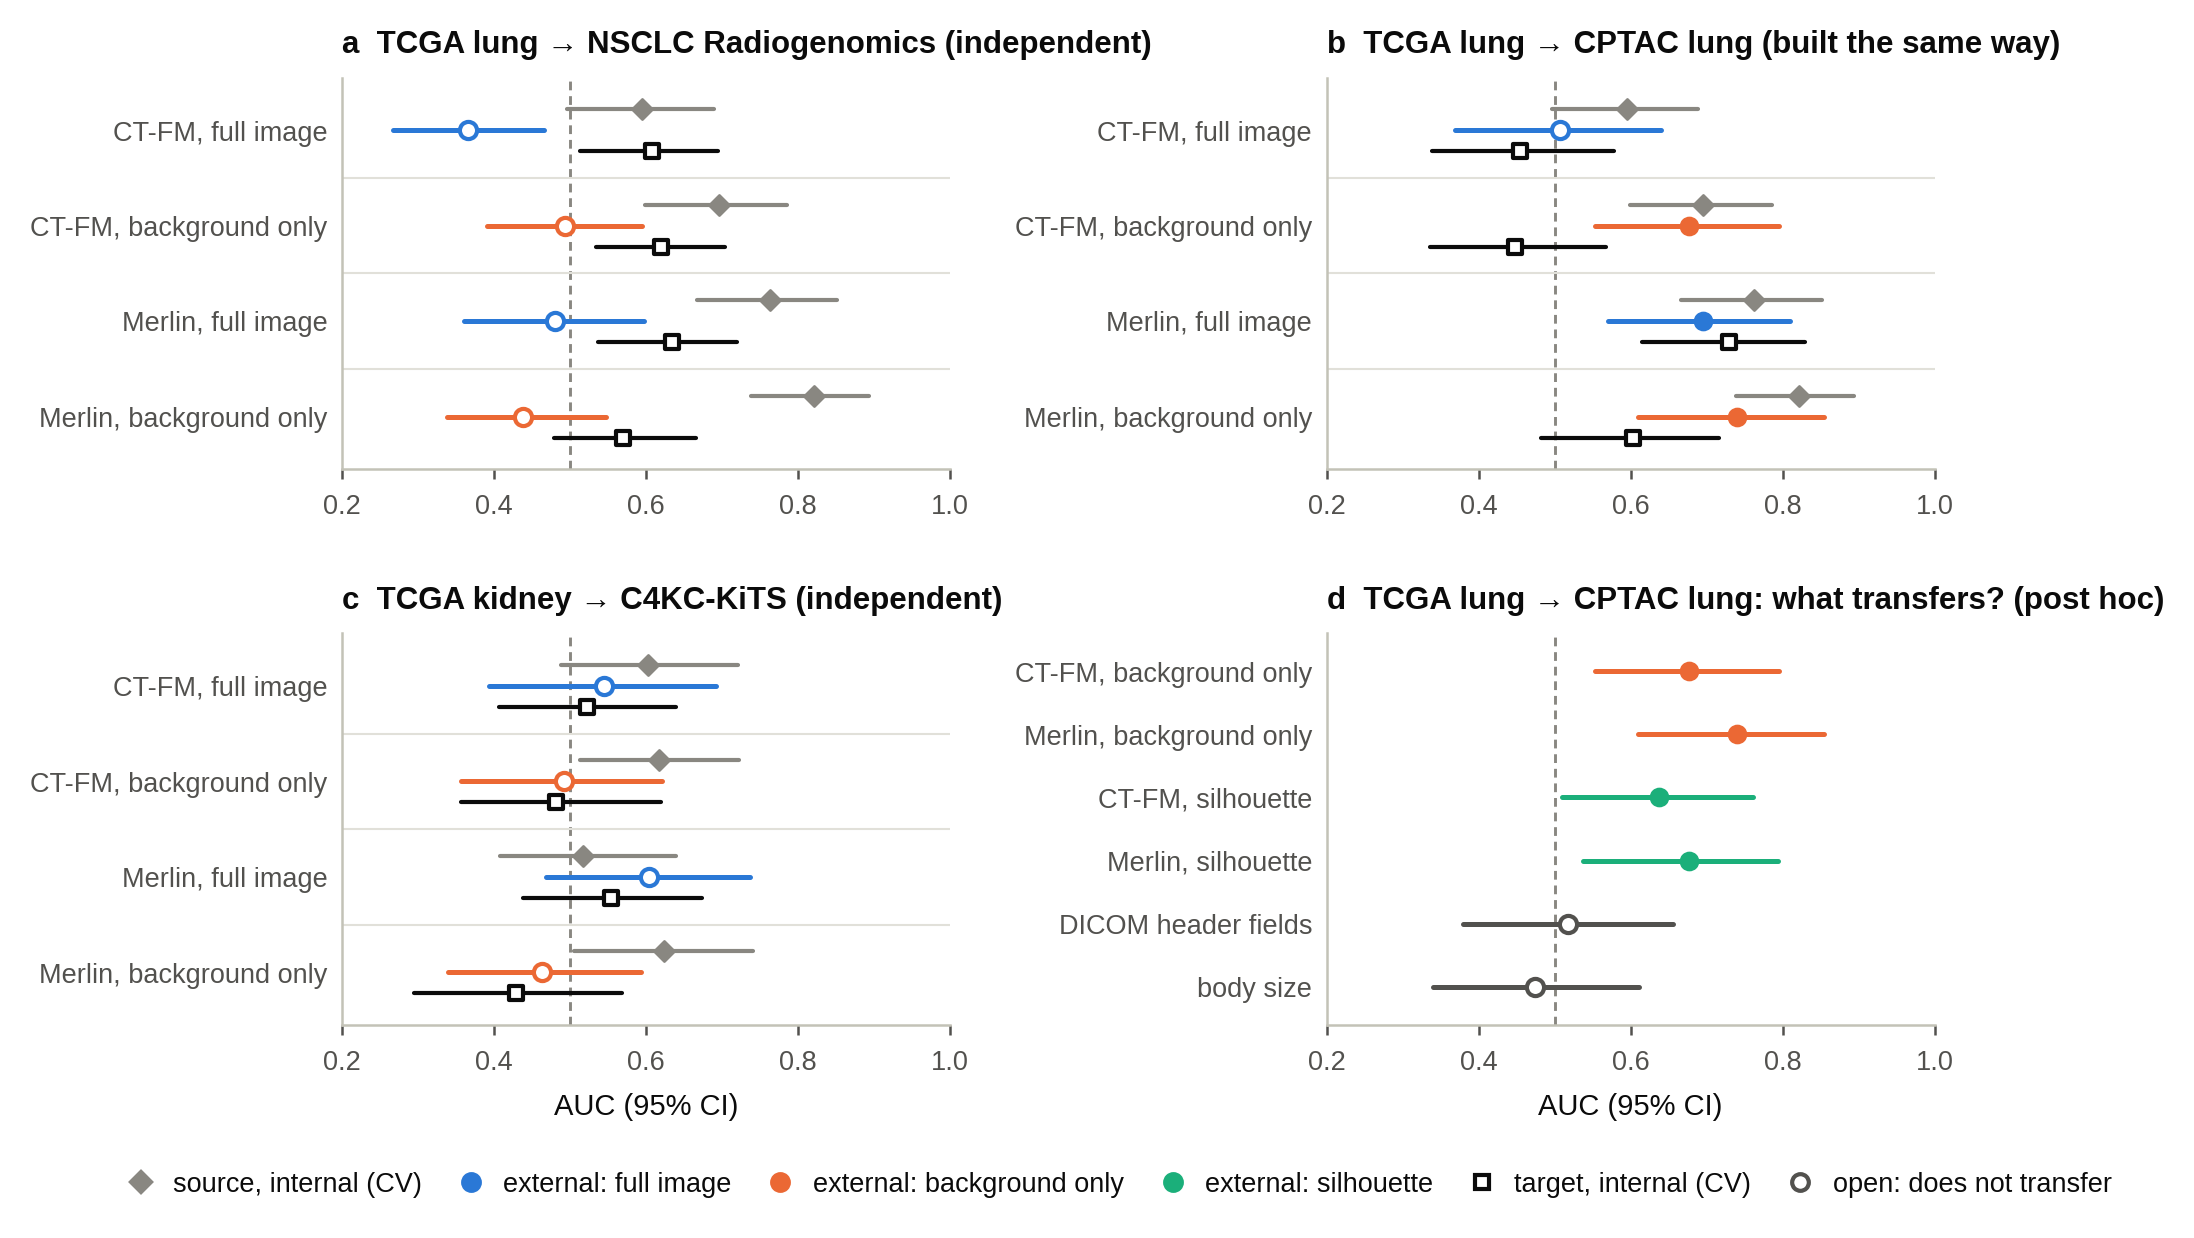 a TCGA lung → NSCLC Radiogenomics (independent)
CT-FM, full image
CT-FM, background only
Merlin, full image
Merlin, background only
0.2 0.4 0.6 0.8 1.0
b TCGA lung → CPTAC lung (built the same way)
CT-FM, full image
CT-FM, background only
Merlin, full image
Merlin, background only
0.2 0.4 0.6 0.8 1.0
c TCGA kidney → C4KC-KiTS (independent)
CT-FM, full image
CT-FM, background only
Merlin, full image
Merlin, background only
0.2 0.4 0.6 0.8 1.0
AUC (95% CI)
d TCGA lung → CPTAC lung: what transfers? (post hoc)
CT-FM, background only
Merlin, background only
CT-FM, silhouette
Merlin, silhouette
DICOM header fields
body size
0.2 0.4 0.6 0.8 1.0
AUC (95% CI)
source, internal (CV) external: full image external: background only external: silhouette target, internal (CV) open: does not transfer